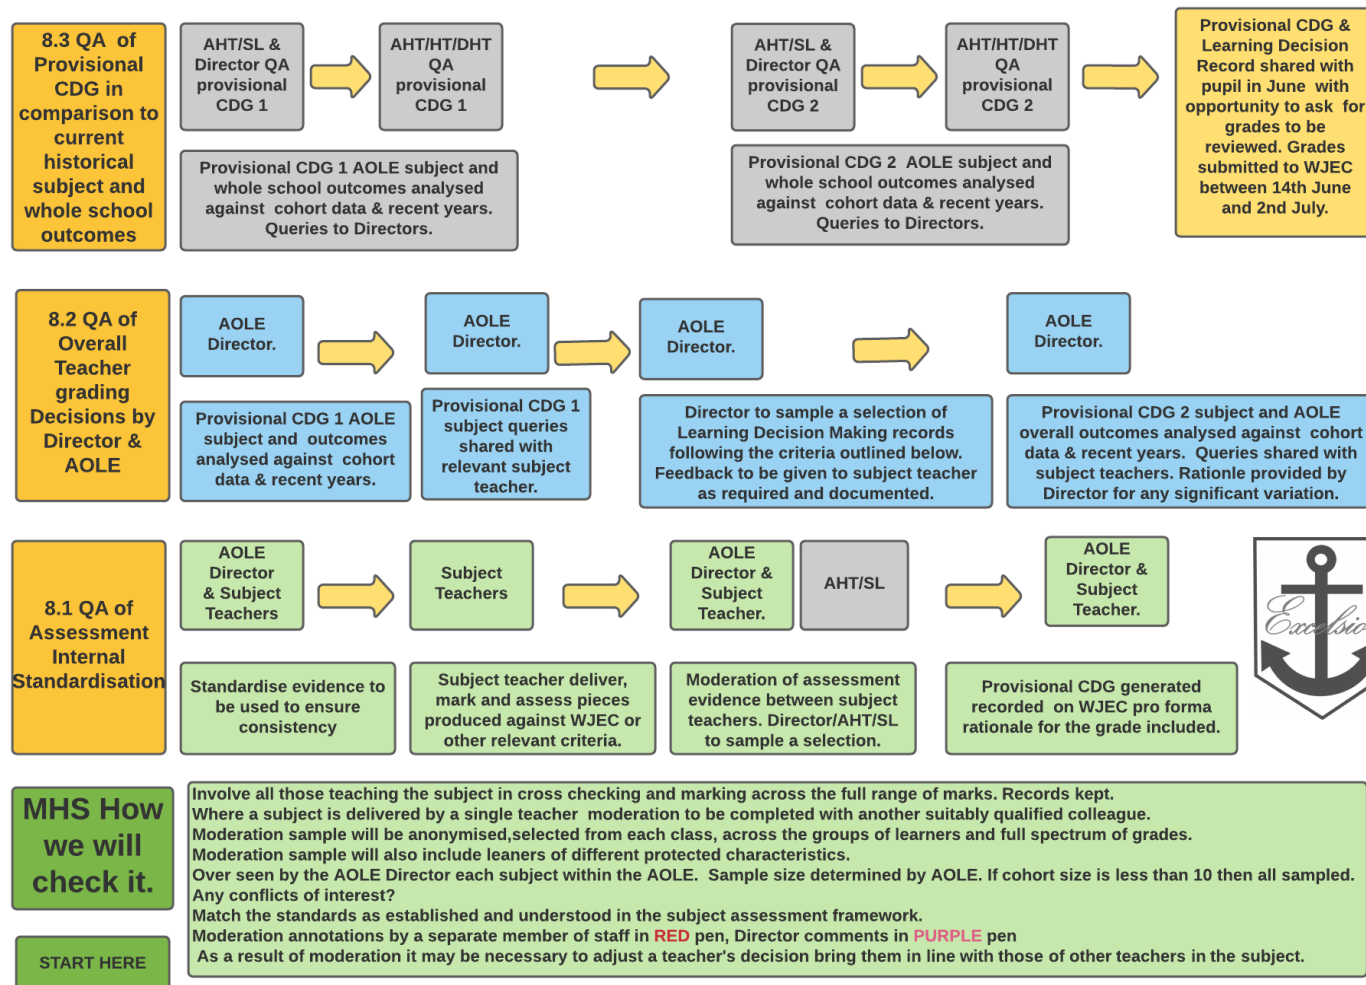 8.3 QA of
Provisional
CDG in
comparison to
current
historical
subject and
whole school
outcomes
AHT/SL &
Director QA
provisional
CDG 1
AHT/HT/DHT
QA
provisional
CDG 1
Provisional CDG 1 AOLE subject and
whole school outcomes analysed
against cohort data & recent years.
Queries to Directors.
AHT/SL &
Director QA
provisional
CDG 2
AHT/HT/DHT
QA
provisional
CDG 2
Provisional CDG 2 AOLE subject and
whole school outcomes analysed
against cohort data & recent years.
Queries to Directors.
Provisional CDG &
Learning Decision
Record shared with
pupil in June with
opportunity to ask for
grades to be
reviewed. Grades
submitted to WJEC
between 14th June
and 2nd July.
8.2 QA of
Overall
Teacher
grading
Decisions by
Director &
AOLE
AOLE
Director.
AOLE
Director.
AOLE
Director.
AOLE
Director.
Provisional CDG 1 AOLE
subject and outcomes
analysed against cohort
data & recent years.
Provisional CDG 1
subject queries
shared with
relevant subject
teacher.
Director to sample a selection of
Learning Decision Making records
following the criteria outlined below.
Feedback to be given to subject teacher
as required and documented.
Provisional CDG 2 subject and AOLE
overall outcomes analysed against cohort
data & recent years. Queries shared with
subject teachers. Rationle provided by
Director for any significant variation.
8.1 QA of
Assessment
Internal
Standardisation
AOLE
Director
& Subject
Teachers
Subject
Teachers
AOLE
Director &
Subject
Teacher.
AHT/SL
AOLE
Director &
Subject
Teacher.
Excelsio
Standardise evidence to
be used to ensure
consistency
Subject teacher deliver,
mark and assess pieces
produced against WJEC or
other relevant criteria.
Moderation of assessment
evidence between subject
teachers. Director/AHT/SL
to sample a selection.
Provisional CDG generated
recorded on WJEC pro forma
rationale for the grade included.
MHS How
we will
check it.
START HERE
Involve all those teaching the subject in cross checking and marking across the full range of marks. Records kept.
Where a subject is delivered by a single teacher moderation to be completed with another suitably qualified colleague.
Moderation sample will be anonymised,selected from each class, across the groups of learners and full spectrum of grades.
Moderation sample will also include leaners of different protected characteristics.
Over seen by the AOLE Director each subject within the AOLE. Sample size determined by AOLE. If cohort size is less than 10 then all sampled.
Any conflicts of interest?
Match the standards as established and understood in the subject assessment framework.
Moderation annotations by a separate member of staff in RED pen, Director comments in PURPLE pen
As a result of moderation it may be necessary to adjust a teacher's decision bring them in line with those of other teachers in the subject.